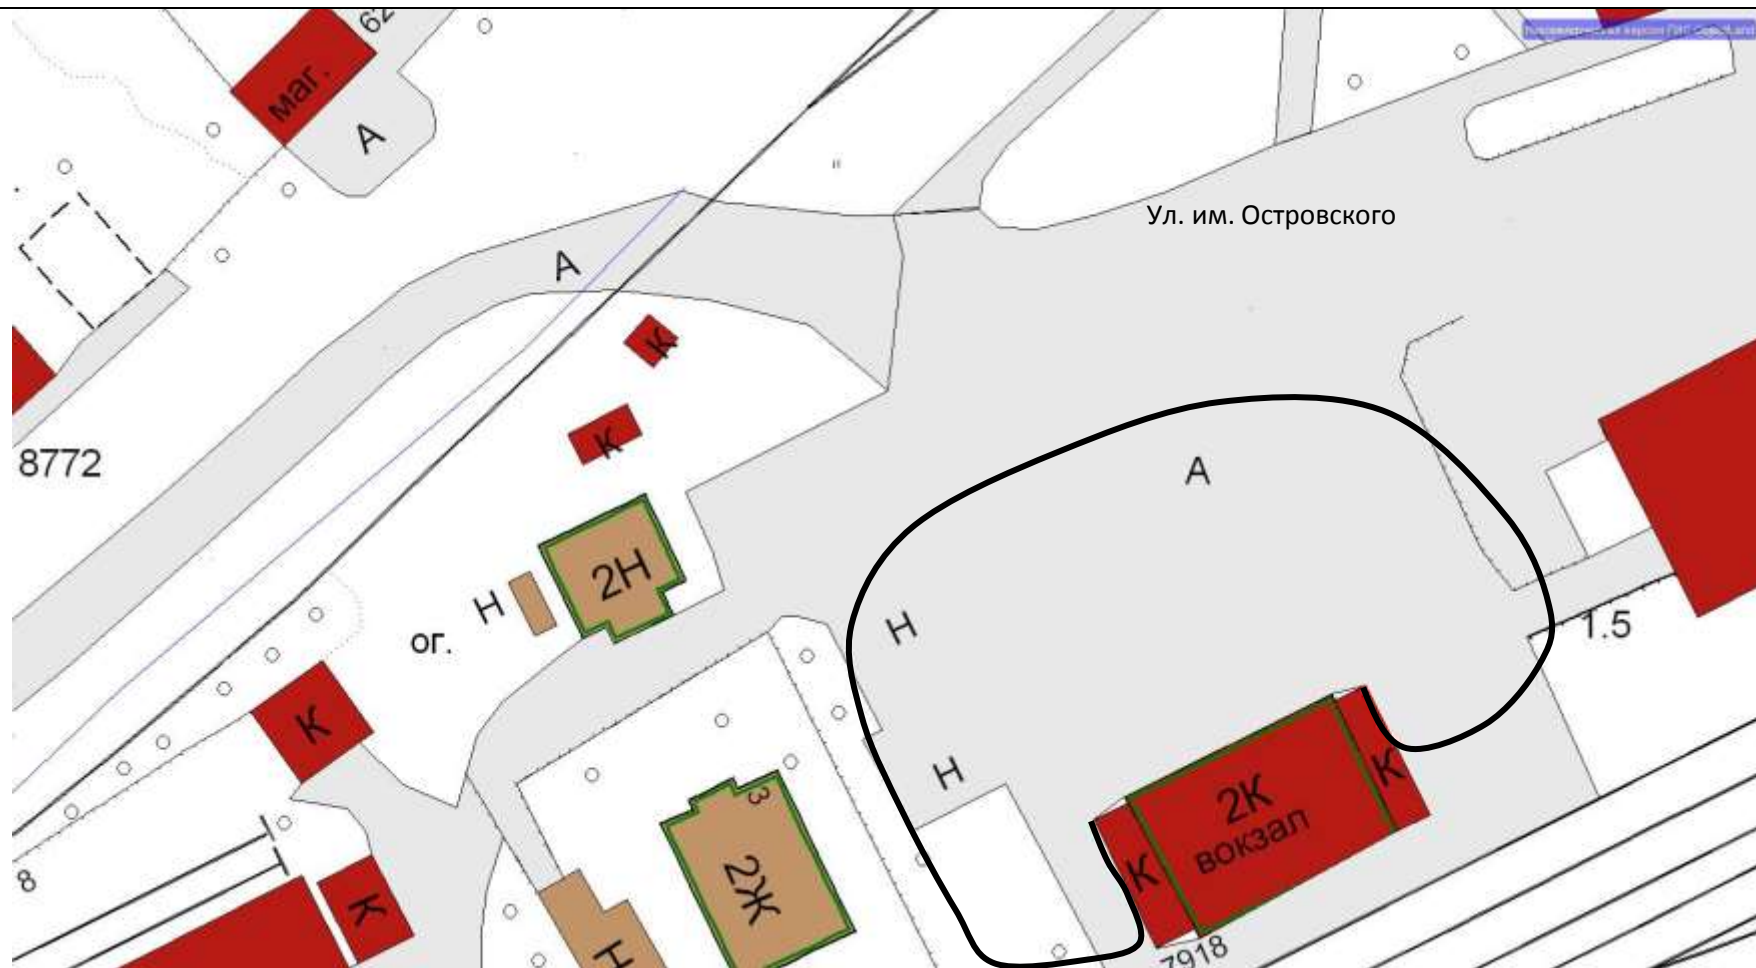 62
маг.
А
Ул. им. Островского
А
К
К
8772
А
2Н
Н
ог.
Н
1.5
К
Н
К
3
2К
вокзал
К
2Ж
8
К
Н
7918